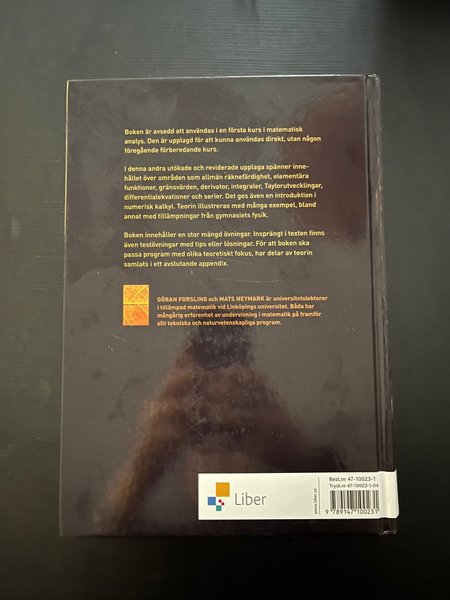 Boken är avsedd att användas i en första kurs i matematisk
analys. Den är upplagd för att kunna användas direkt, utan någon
föregående förberedande kurs.
I denna andra utökade och reviderade upplaga spänner inne-
hållet över områden som allmän räknefärdighet, elementära
funktioner, gränsvärden, derivator, integraler, Taylorutvecklingar,
differentialekvationer och serier. Det ges även en introduktion i
numerisk kalkyl. Teorin illustreras med många exempel, bland
annat med tillämpningar från gymnasiets fysik.
Boken innehåller en stor mängd övningar. Insprängt i texten finns
även testövningar med tips eller lösningar. För att boken ska
passa program med olika teoretiskt fokus, har delar av teorin
samlats i ett avslutande appendix.
GÖRAN FORSLING och MATS NEYMARK är universitetslektorer
i tillämpad matematik vid Linköpings universitet. Båda har
mångårig erfarenhet av undervisning i matematik på framför
allt tekniska och naturvetenskapliga program.
Liber
www.liber.se
Best.nr 47-10023-1
Tryck.nr 47-10023-1-04
9 789147 100231